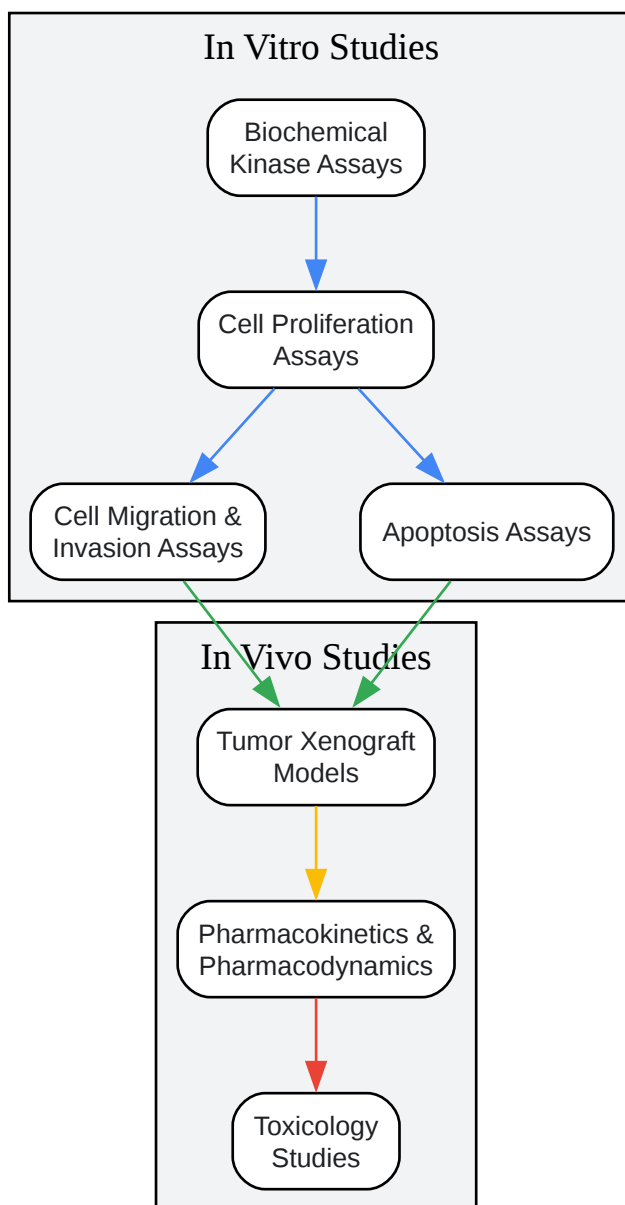 In Vitro Studies
Biochemical
Kinase Assays
Cell Proliferation
Assays
Cell Migration &
Invasion Assays
Apoptosis Assays
In Vivo Studies
Tumor Xenograft
Models
Pharmacokinetics &
Pharmacodynamics
Toxicology
Studies